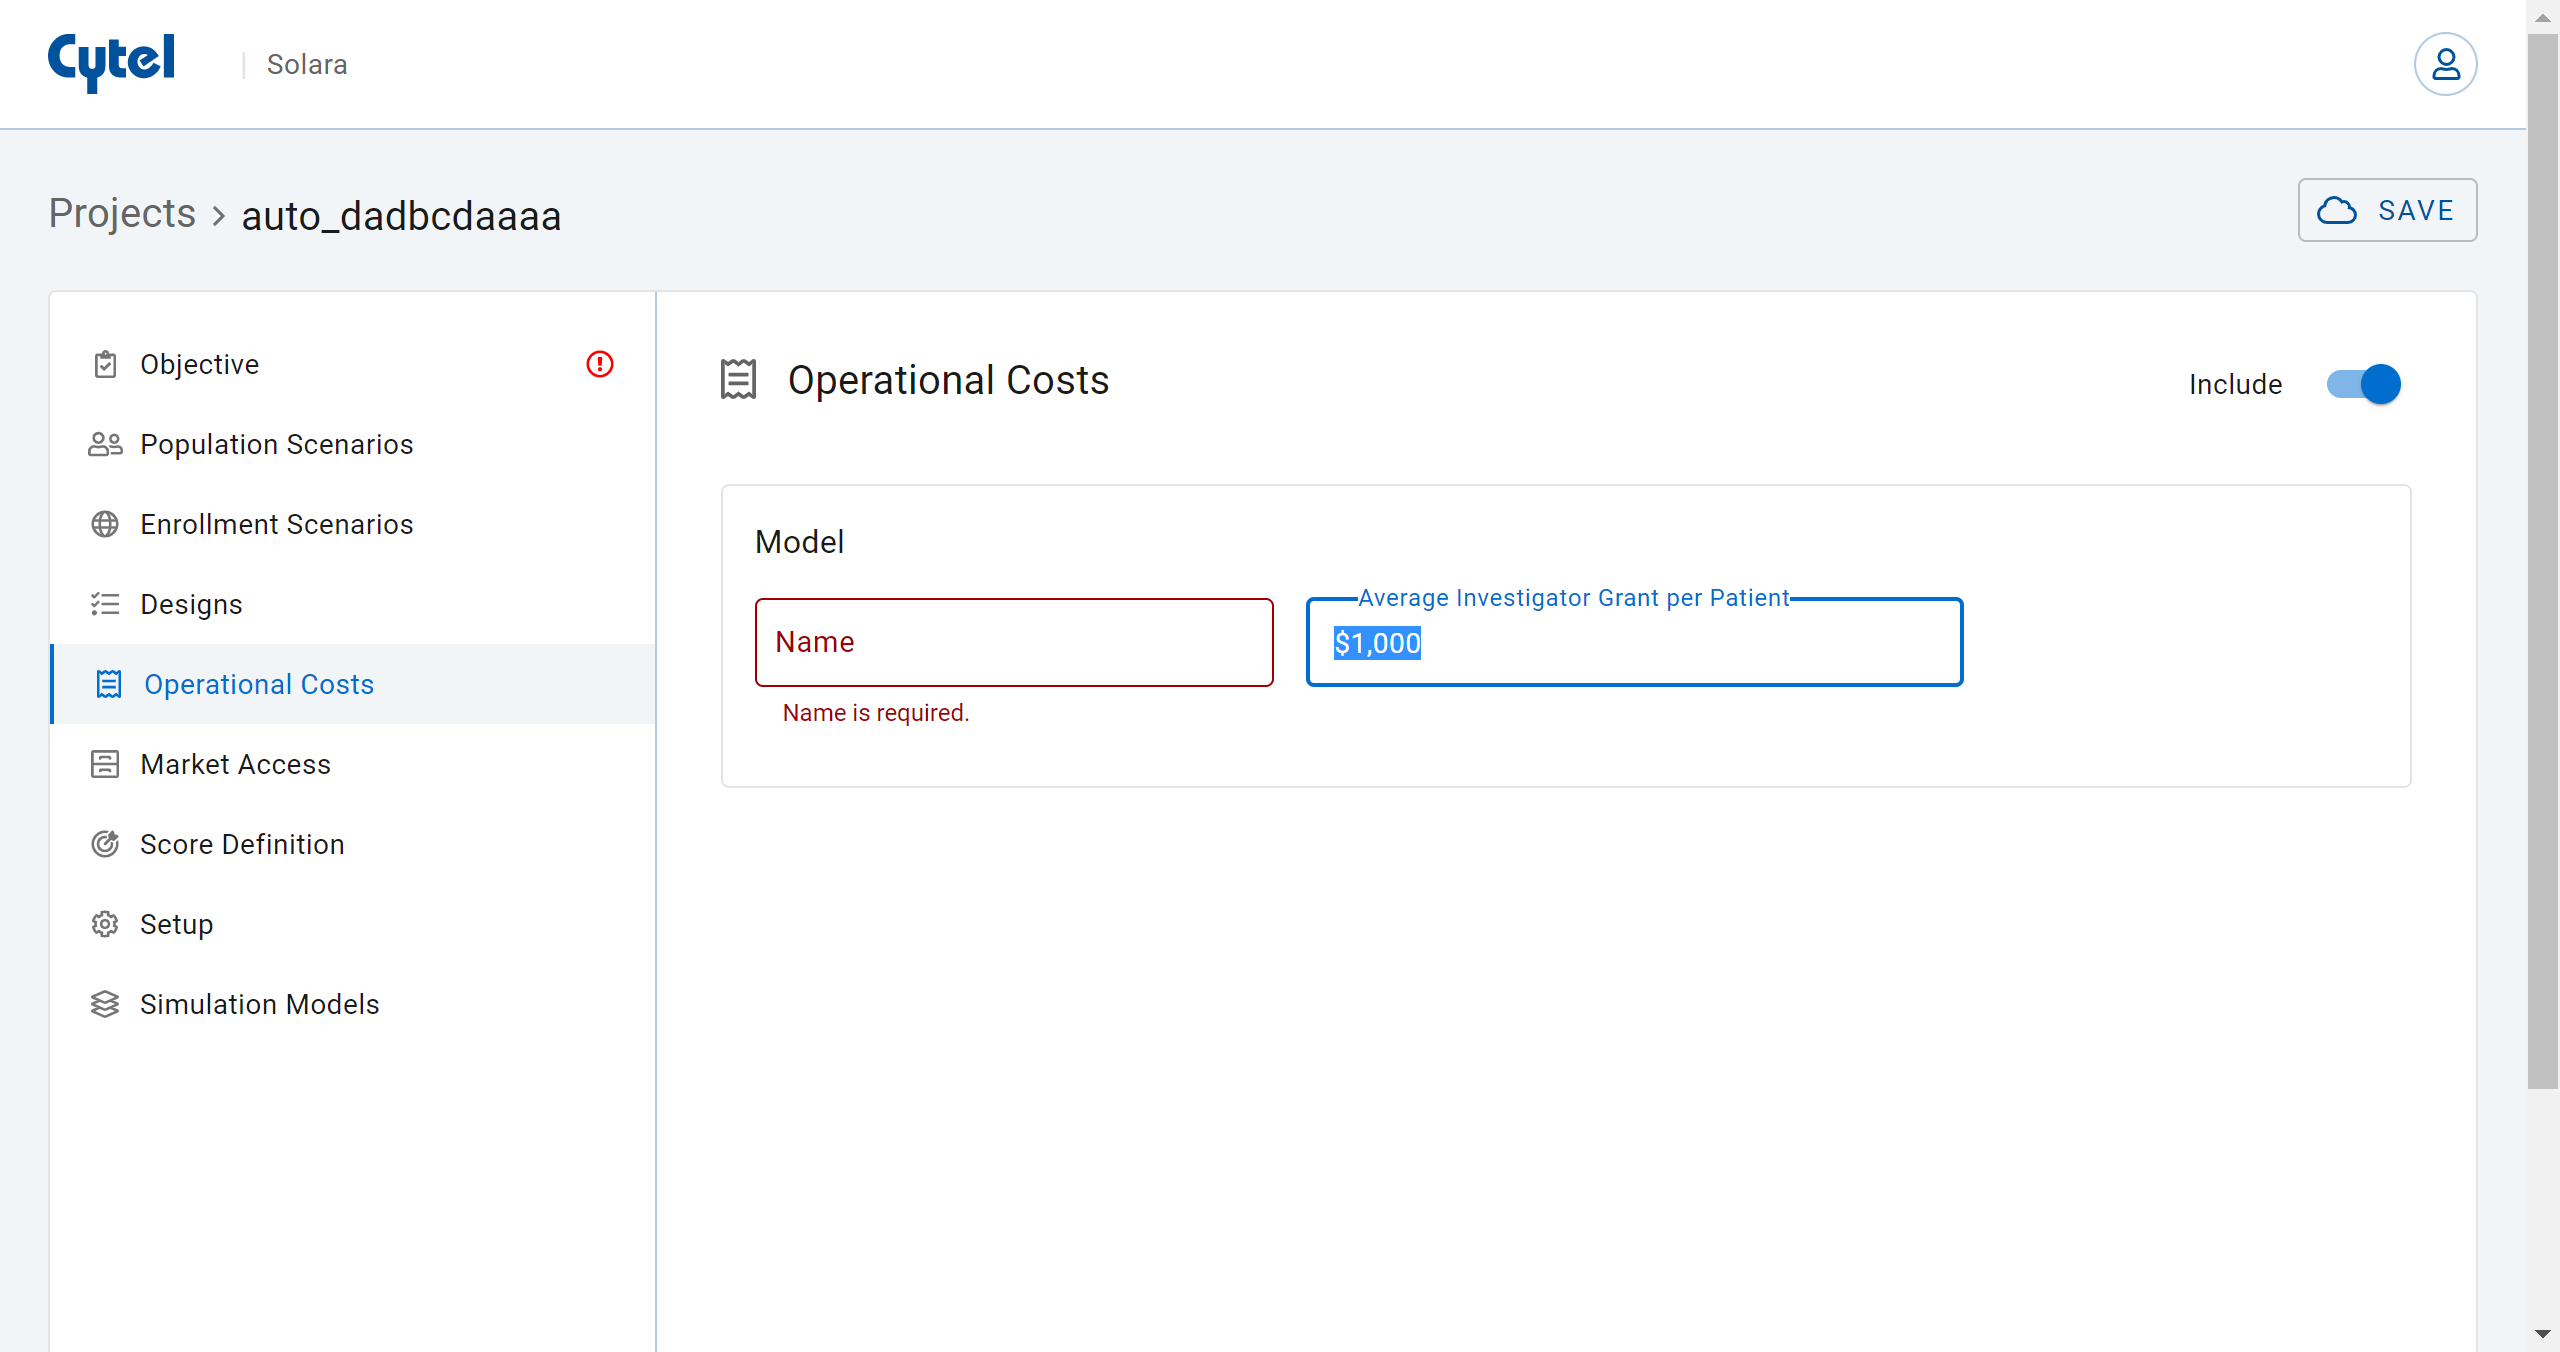 Cytel
| Solara
Projects > auto_dadbcdaaaa
SAVE
Objective
Population Scenarios
Enrollment Scenarios
Designs
Operational Costs
Market Access
Score Definition
Setup
Simulation Models
Operational Costs
Include
Model
Name
Name is required.
Average Investigator Grant per Patient
$1,000